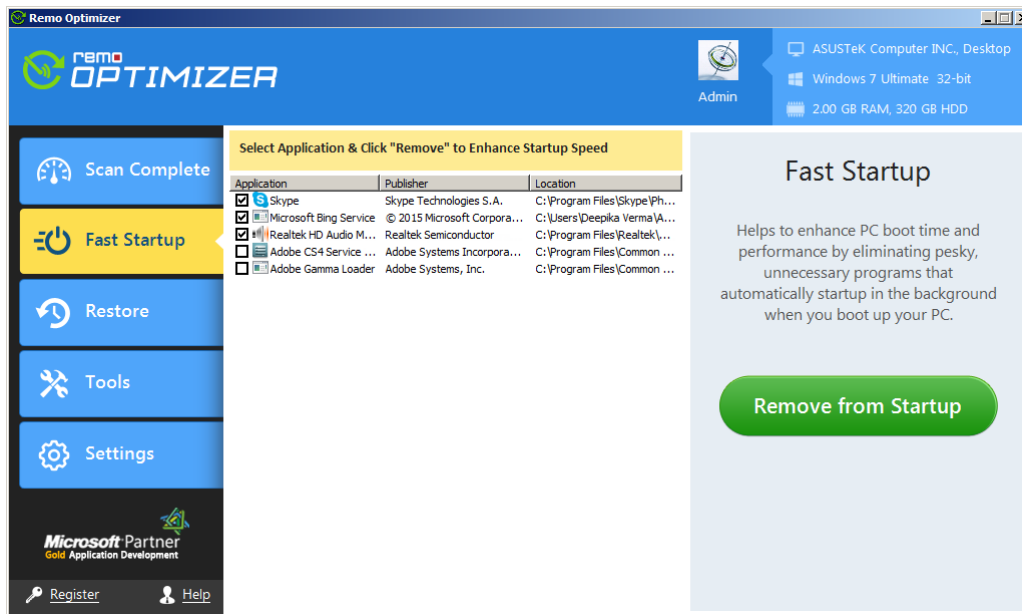 Remo Optimizer
remo
OPTIMIZER
Admin
ASUSTeK Computer INC., Desktop
Windows 7 Ultimate 32-bit
2.00 GB RAM, 320 GB HDD
Scan Complete
Fast Startup
Restore
Tools
Settings
Microsoft Partner
Gold Application Development
Register Help
Select Application & Click "Remove" to Enhance Startup Speed
Application Publisher Location
Skype Skype Technologies S.A. C:\Program Files\Skype\Ph...
Microsoft Bing Service © 2015 Microsoft Corpora... C:\Users\Deepika Verma\A...
Realtek HD Audio M... Realtek Semiconductor C:\Program Files\Realtek\...
Adobe CS4 Service ... Adobe Systems Incorpora... C:\Program Files\Common ...
Adobe Gamma Loader Adobe Systems, Inc. C:\Program Files\Common ...
Fast Startup
Helps to enhance PC boot time and
performance by eliminating pesky,
unnecessary programs that
automatically startup in the background
when you boot up your PC.
Remove from Startup